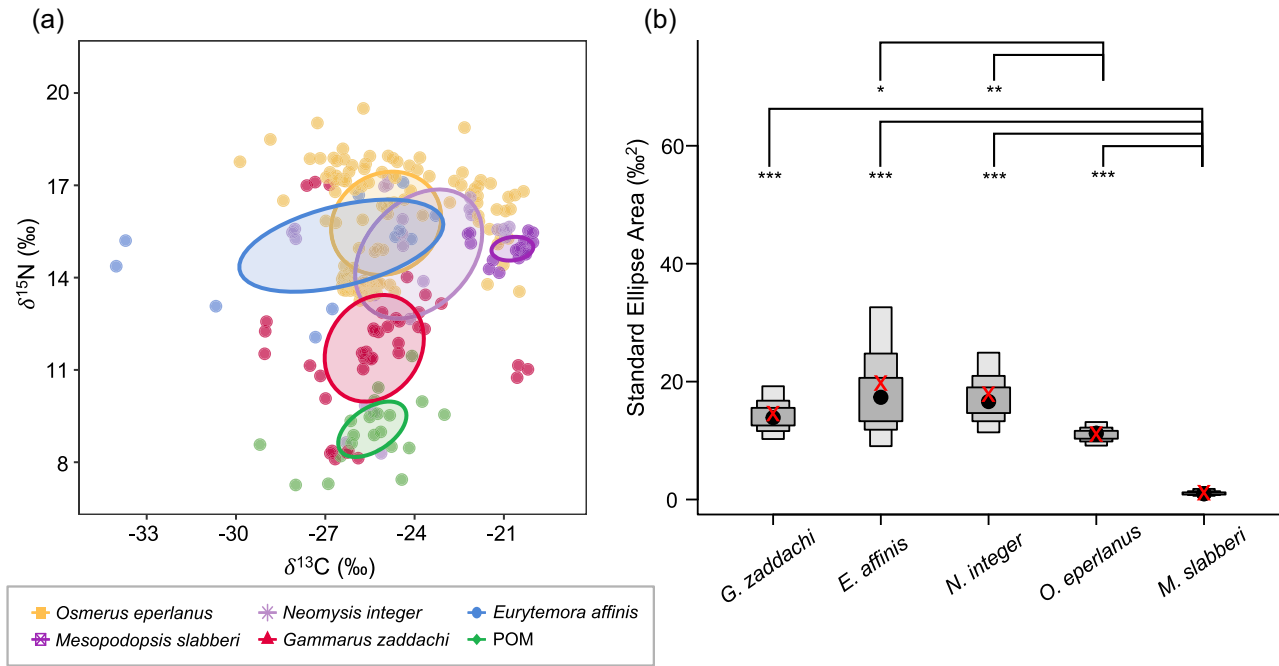 (a)
20
17
14
11
8
δ15N (‰)
-33
-30
-27
-24
-21
δ13C (‰)
Osmerus eperlanus
Neomysis integer
Eurytemora affinis
Mesopodopsis slabberi
Gammarus zaddachi
POM
(b)
*
**
***
***
***
***
60
40
20
0
Standard Ellipse Area (‰²)
G. zaddachi
E. affinis
N. integer
O. eperlanus
M. slabberi